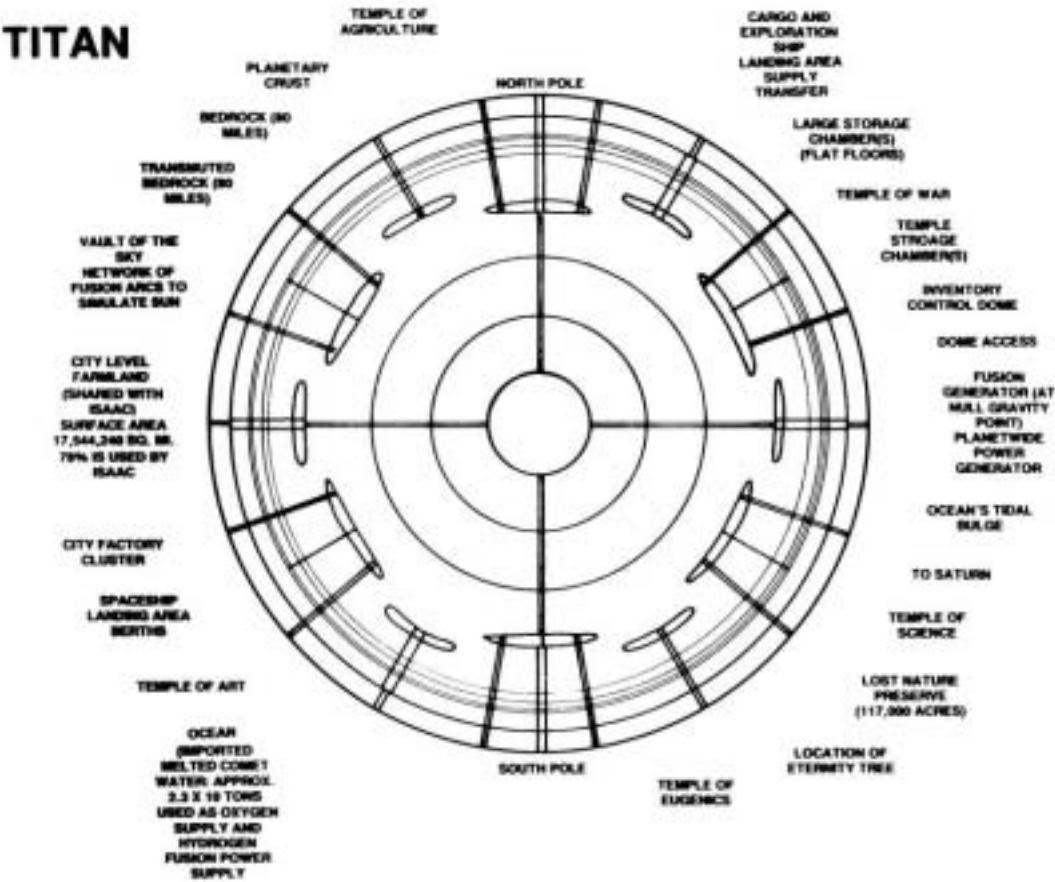 TITAN
TEMPLE OF
AGRICULTURE
PLANETARY
CRUST
BEDROCK (80
MILES)
TRANSMUTED
BEDROCK (80
MILES)
VAULT OF THE
SKY
NETWORK OF
FUSION ARCS TO
SIMULATE SUN
CITY LEVEL
FARMLAND
(SHARED WITH
ISAAC)
SURFACE AREA
SQ. MI.
IS USED BY
ISAAC
CITY FACTORY
CLUSTER
SPACESHIP
LANDING AREA
BERTHS
TEMPLE OF ART
OCEAN
(IMPORTED
MELTED COMET
WATER: APPROX.
2.3 X 10 TONS
USED AS OXYGEN
SUPPLY AND
HYDROGEN
FUSION POWER
SUPPLY
NORTH POLE
SOUTH POLE
CARGO AND
EXPLORATION
SHIP
LANDING AREA
SUPPLY
TRANSFER
LARGE STORAGE
CHAMBER(S)
(FLAT FLOORS)
TEMPLE OF WAR
TEMPLE
STROAGE
CHAMBER(S)
INVENTORY
CONTROL DOME
DOME ACCESS
FUSION
GENERATOR (AT
NULL GRAVITY
POINT)
PLANETWIDE
POWER
GENERATOR
OCEAN'S TIDAL
BULGE
TO SATURN
TEMPLE OF
SCIENCE
LOST NATURE
PRESERVE
(117,000 ACRES)
LOCATION OF
ETERNITY TREE
TEMPLE OF
EUGENICS